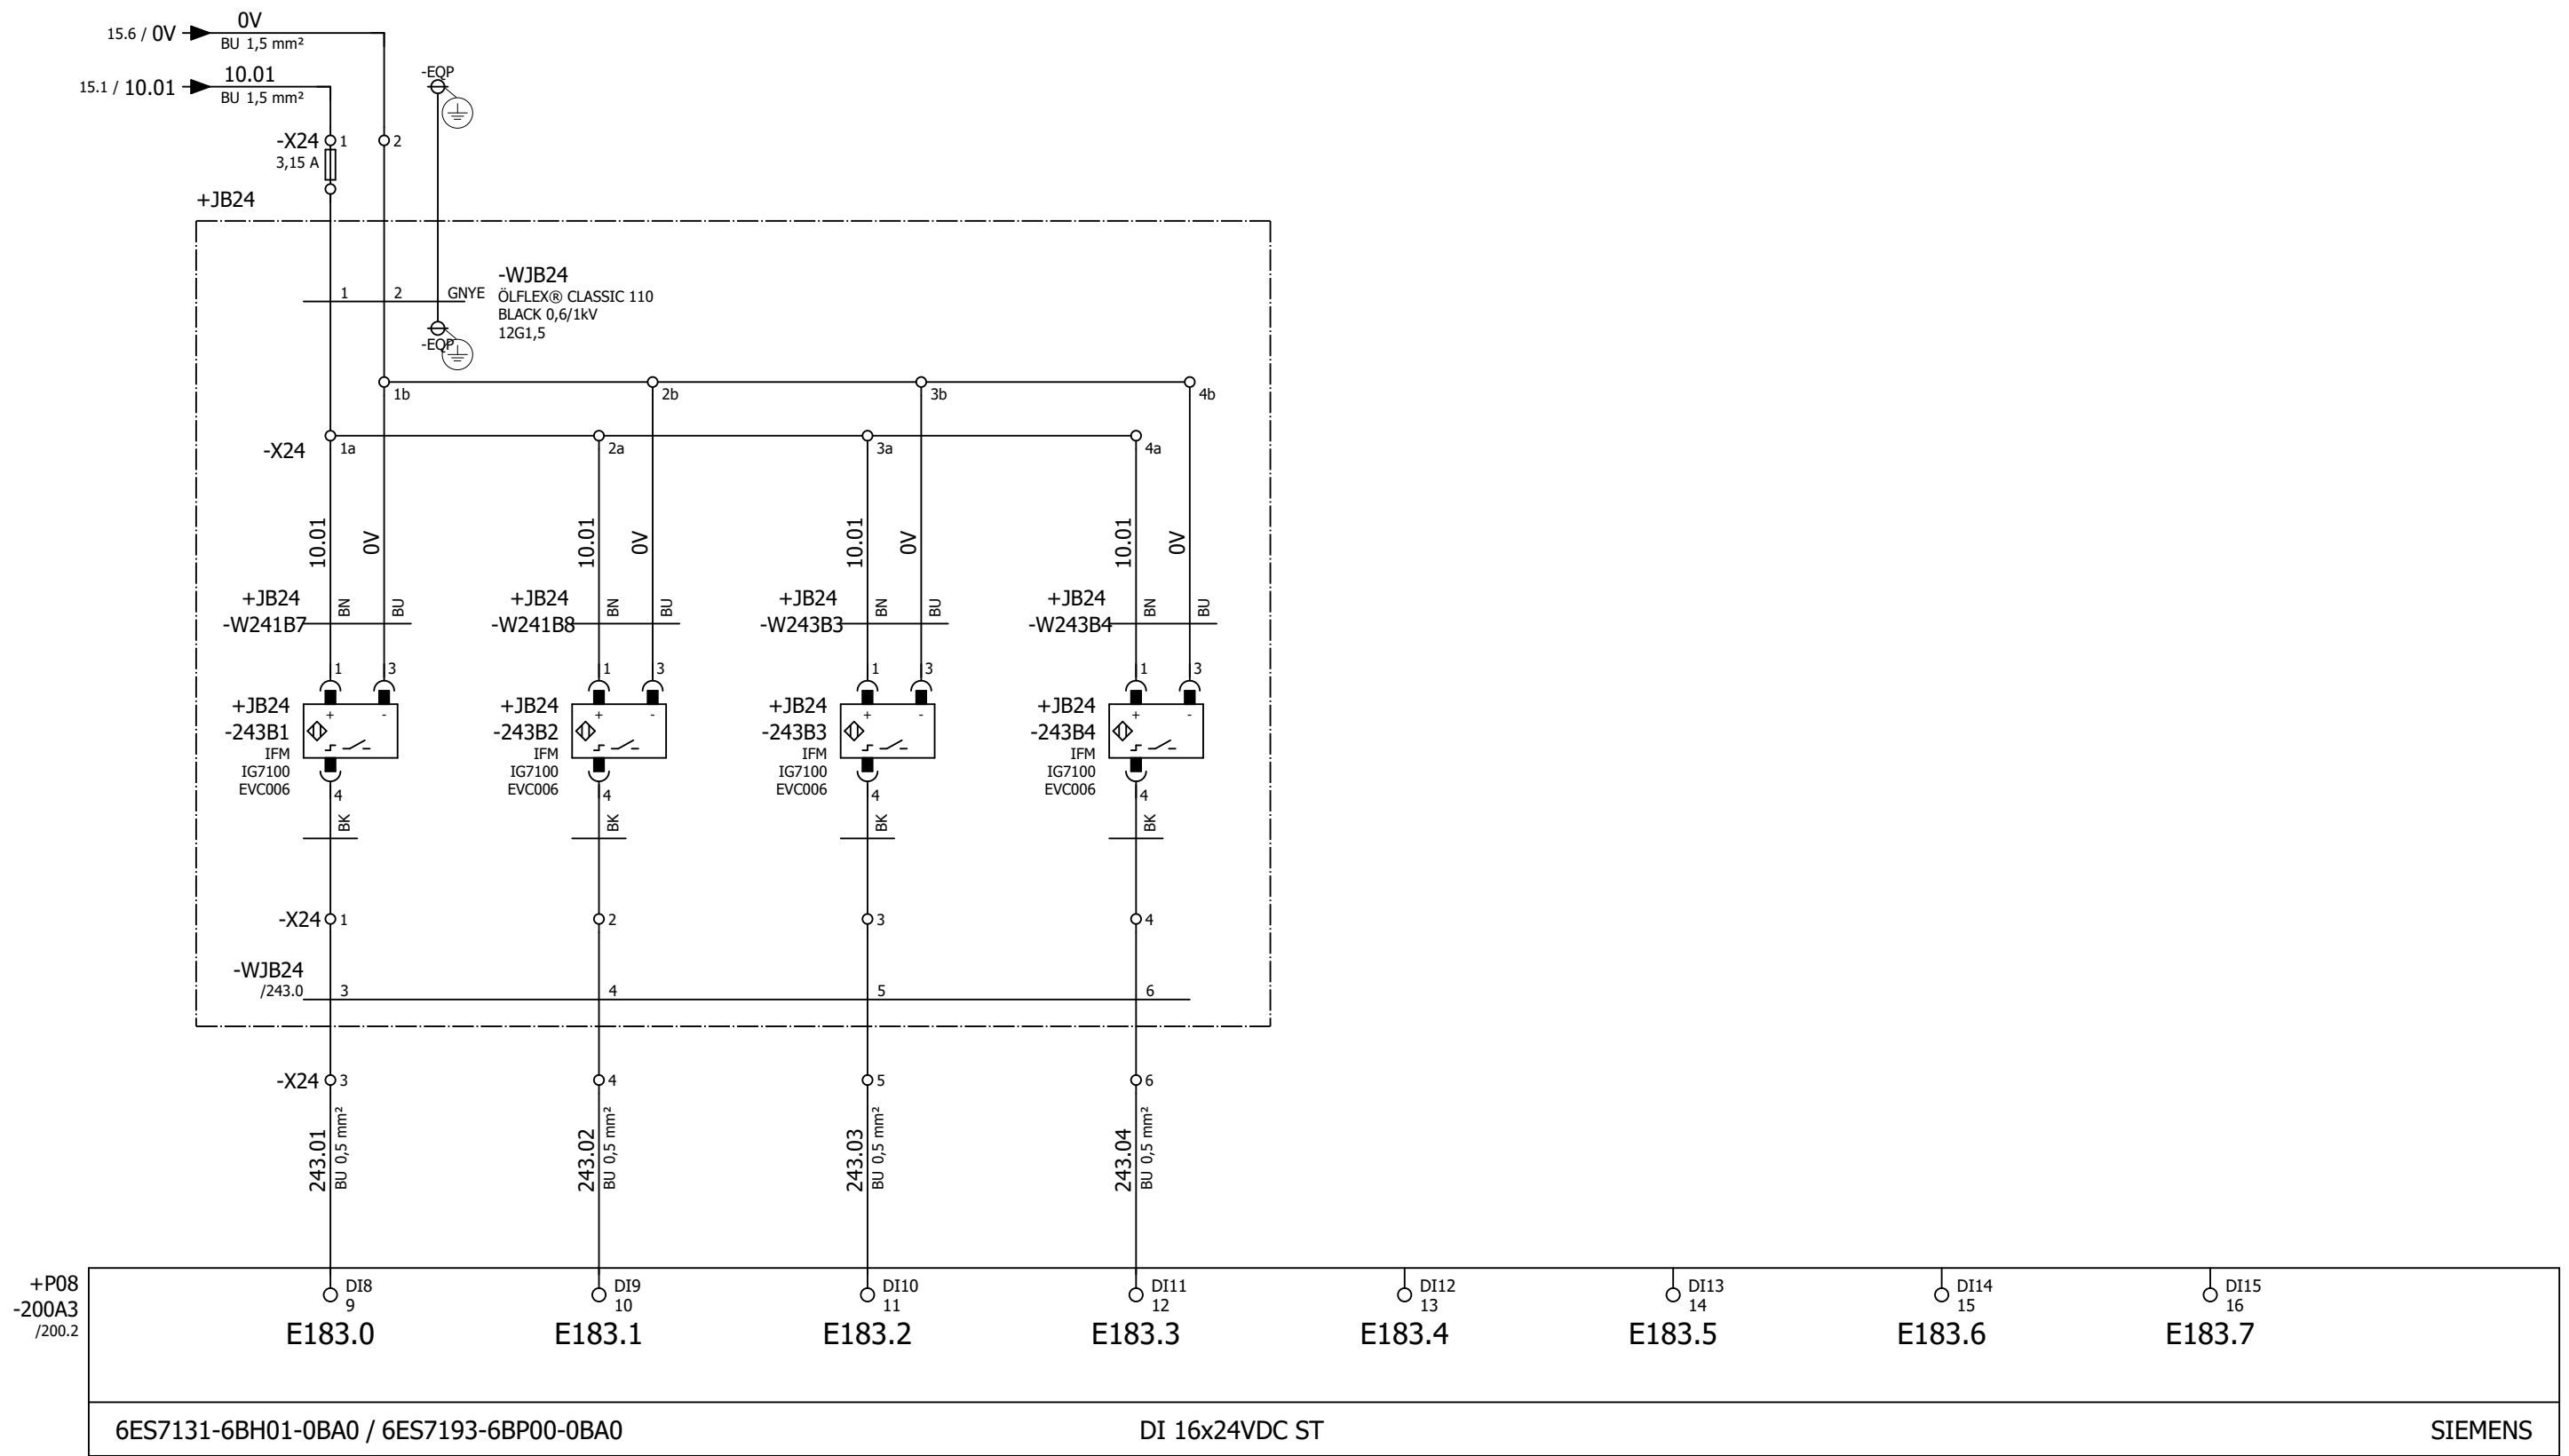 0V
15.6 / 0V
BU 1,5 mm²
10.01
15.1 / 10.01
BU 1,5 mm²
-EQP
-X24 1 2
3,15 A
+JB24
-WJB24
1 2 GNYE ÖLFLEX® CLASSIC 110
BLACK 0,6/1kV
12G1,5
-EQP
1b 2b 3b 4b
-X24 1a 2a 3a 4a
10.01 0V 10.01 0V 10.01 0V 10.01 0V
+JB24 BN BU +JB24 BN BU +JB24 BN BU +JB24 BN BU
-W241B7 -W241B8 -W243B3 -W243B4
1 3 1 3 1 3 1 3
+JB24 + - +JB24 + - +JB24 + - +JB24 + -
-243B1 -243B2 -243B3 -243B4
IFM IFM IFM IFM
IG7100 IG7100 IG7100 IG7100
EVC006 EVC006 EVC006 EVC006
4 4 4 4
BK BK BK BK
-X24 1 2 3 4
-WJB24
/243.0 3 4 5 6
-X24 3 4 5 6
243.01 BU 0,5 mm² 243.02 BU 0,5 mm² 243.03 BU 0,5 mm² 243.04 BU 0,5 mm²
+P08 DI8 DI9 DI10 DI11 DI12 DI13 DI14 DI15
-200A3 9 10 11 12 13 14 15 16
/200.2 E183.0 E183.1 E183.2 E183.3 E183.4 E183.5 E183.6 E183.7
6ES7131-6BH01-0BA0 / 6ES7193-6BP00-0BA0 DI 16x24VDC ST SIEMENS